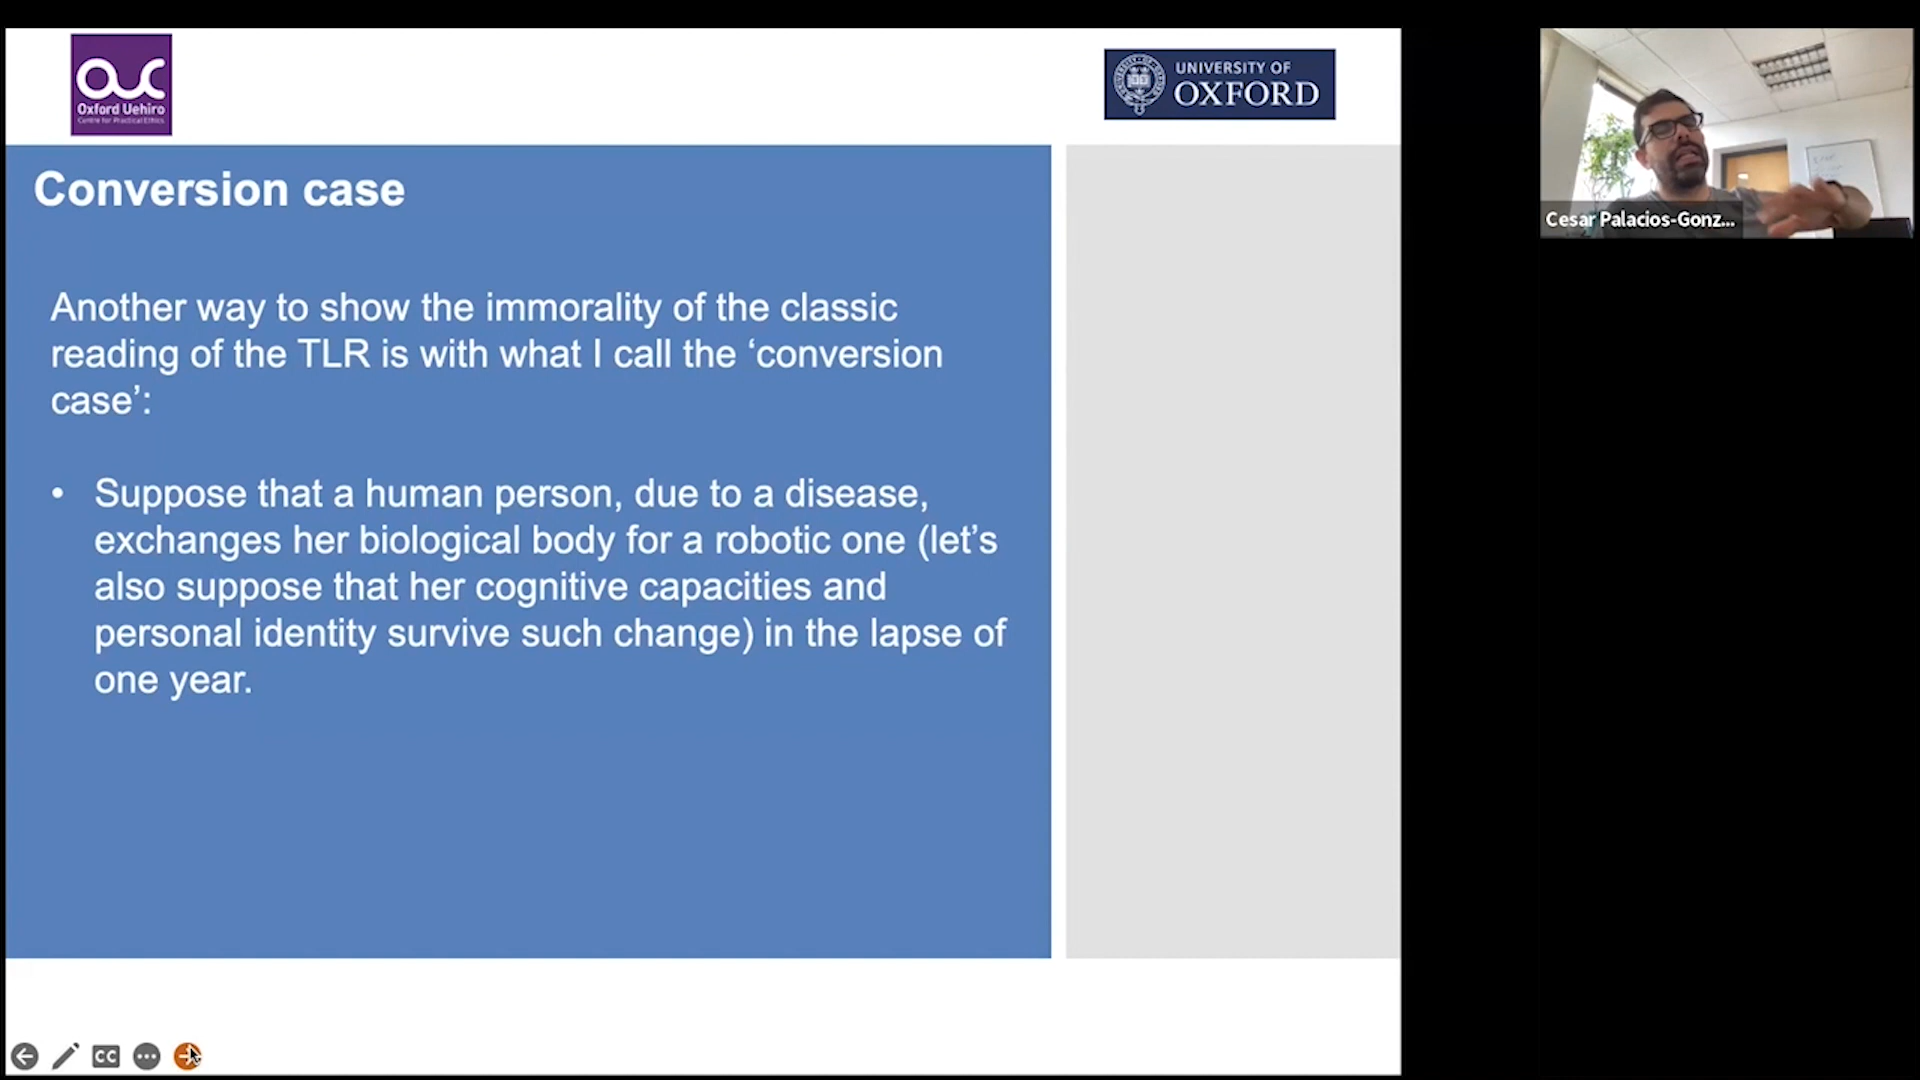 Oxford Uehiro
Centre for Practical Ethics
UNIVERSITY OF
OXFORD
Conversion case
Another way to show the immorality of the classic
reading of the TLR is with what I call the ‘conversion
case’:
• Suppose that a human person, due to a disease,
exchanges her biological body for a robotic one (let’s
also suppose that her cognitive capacities and
personal identity survive such change) in the lapse of
one year.
Cesar Palacios-Gonz...
CC